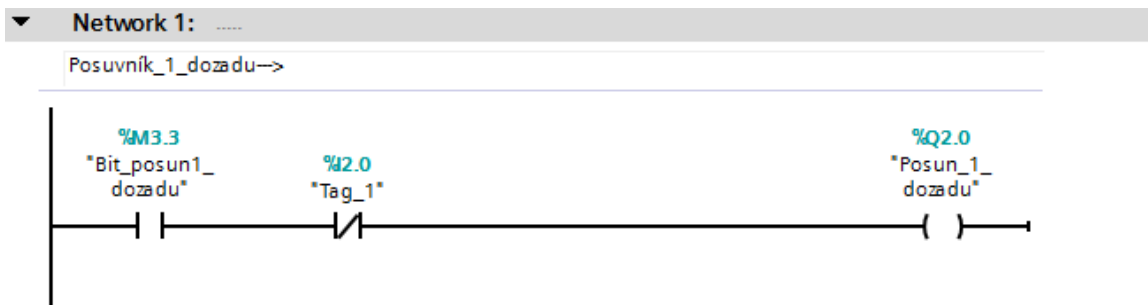 Network 1: .....
Posuvník_1_dozadu-->
%M3.3
"Bit_posun1_
dozadu"
%I2.0
"Tag_1"
%Q2.0
"Posun_1_
dozadu"